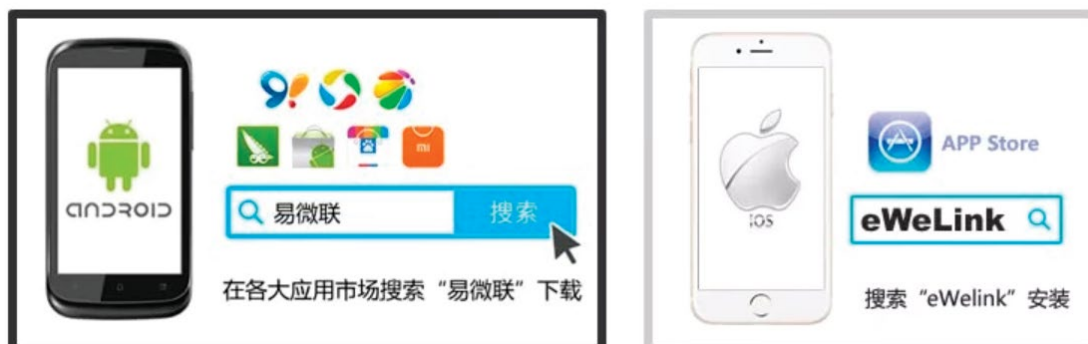 ANDROID
mi
易微联
搜索
在各大应用市场搜索“易微联”下载
iOS
APP Store
eWeLink
搜索“eWelink”安装